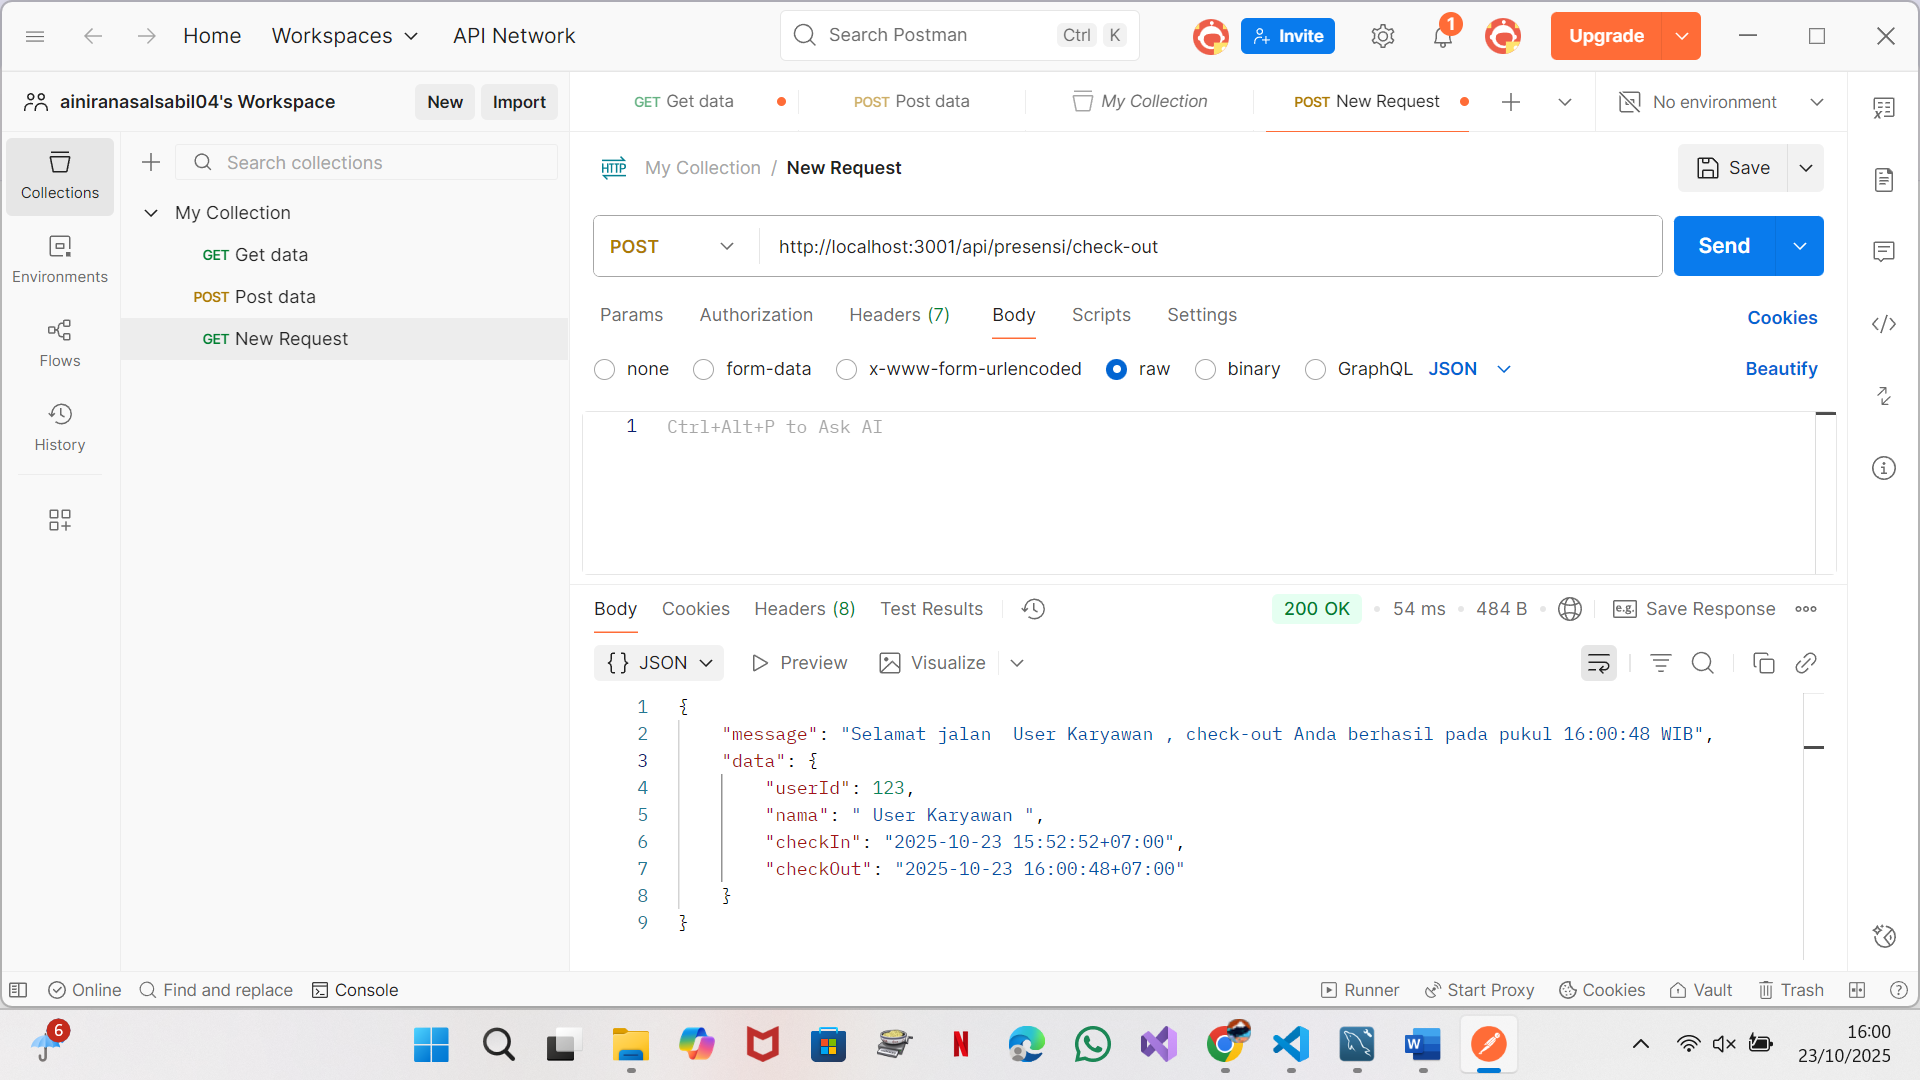 Home
Workspaces
API Network
Search Postman
Ctrl K
Invite
1
Upgrade
ainiranasalsabil04's Workspace
New
Import
GET Get data
POST Post data
My Collection
POST New Request
No environment
Collections
Environments
Flows
History
Search collections
My Collection
GET Get data
POST Post data
GET New Request
HTTP My Collection / New Request
Save
POST
http://localhost:3001/api/presensi/check-out
Send
Params
Authorization
Headers (7)
Body
Scripts
Settings
Cookies
none
form-data
x-www-form-urlencoded
raw
binary
GraphQL
JSON
Beautify
1 Ctrl+Alt+P to Ask AI
Body
Cookies
Headers (8)
Test Results
200 OK
54 ms
484 B
e.g. Save Response
{} JSON
Preview
Visualize
1 {
2 "message": "Selamat jalan  User Karyawan , check-out Anda berhasil pada pukul 16:00:48 WIB",
3 "data": {
4 "userId": 123,
5 "nama": " User Karyawan ",
6 "checkIn": "2025-10-23 15:52:52+07:00",
7 "checkOut": "2025-10-23 16:00:48+07:00"
8 }
9 }
Online
Find and replace
Console
Runner
Start Proxy
Cookies
Vault
Trash
6
N
W
16:00
23/10/2025